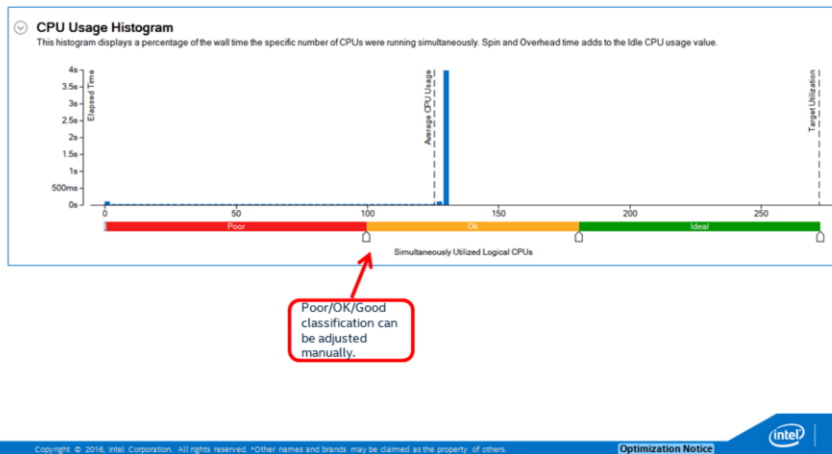 CPU Usage Histogram
This histogram displays a percentage of the wall time the specific number of CPUs were running simultaneously. Spin and Overhead time adds to the Idle CPU usage value.
4s
3.5s
3s
2.5s
2s
1.5s
1s
500ms
0s
Elapsed Time
Average CPU Usage
Target Utilization
0 50 100 150 200 250
Poor Ok Ideal
Simultaneously Utilized Logical CPUs
Poor/OK/Good
classification can
be adjusted
manually.
Copyright © 2016, Intel Corporation. All rights reserved. *Other names and brands may be claimed as the property of others.
Optimization Notice
intel